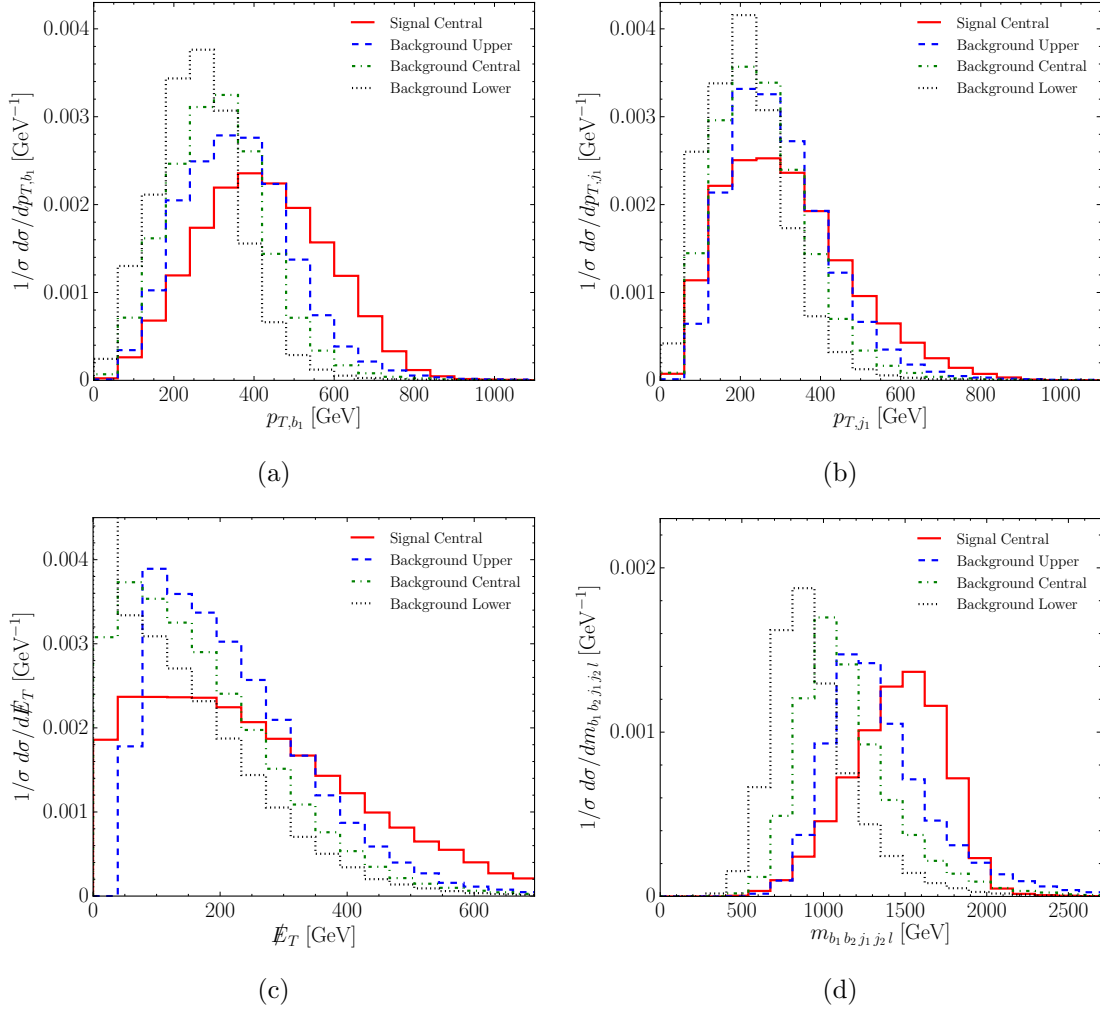 0.004
0.003
0.002
0.001
0
1/σ dσ/dp_{T,b_1} [GeV⁻¹]
Signal Central
Background Upper
Background Central
Background Lower
0 200 400 600 800 1000
p_{T,b_1} [GeV]
(a)
0.004
0.003
0.002
0.001
0
1/σ dσ/dp_{T,j_1} [GeV⁻¹]
Signal Central
Background Upper
Background Central
Background Lower
0 200 400 600 800 1000
p_{T,j_1} [GeV]
(b)
0.004
0.003
0.002
0.001
0
1/σ dσ/dE̸_T [GeV⁻¹]
Signal Central
Background Upper
Background Central
Background Lower
0 200 400 600
E̸_T [GeV]
(c)
0.002
0.001
0
1/σ dσ/dm_{b_1 b_2 j_1 j_2 l} [GeV⁻¹]
Signal Central
Background Upper
Background Central
Background Lower
0 500 1000 1500 2000 2500
m_{b_1 b_2 j_1 j_2 l} [GeV]
(d)